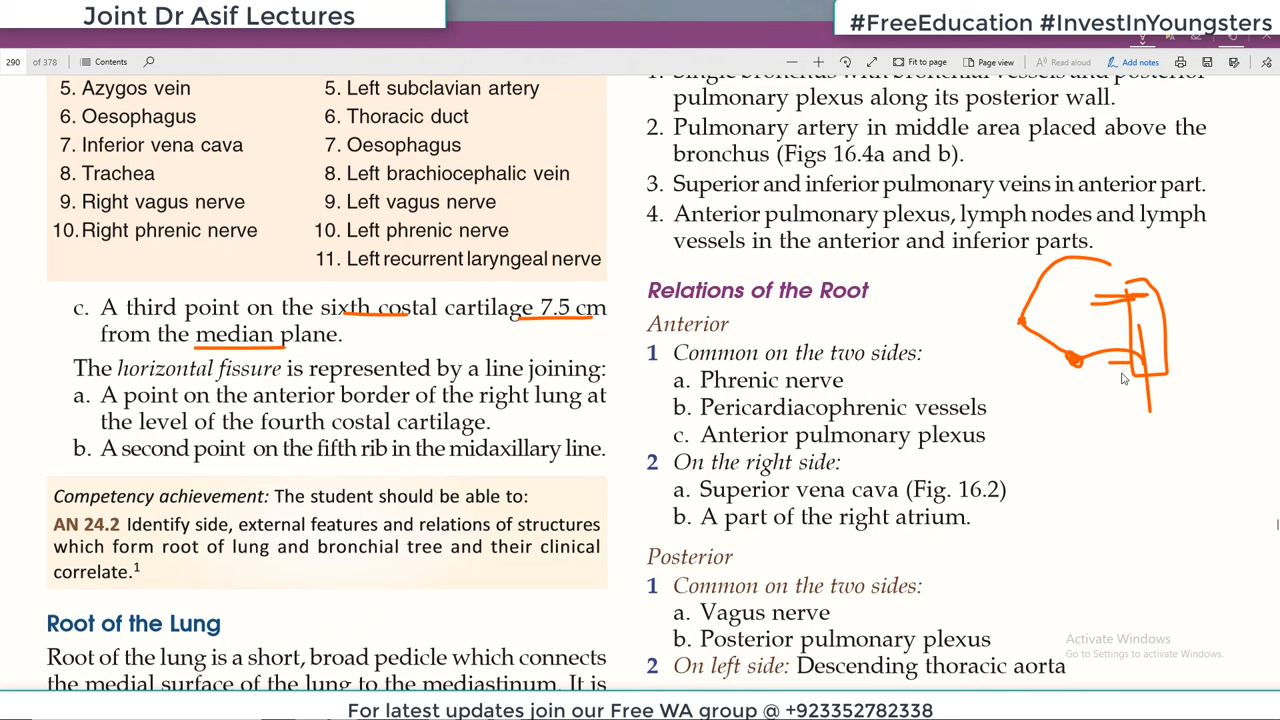 Joint Dr Asif Lectures
#FreeEducation #InvestInYoungsters
290 of 378
Contents
Fit to page
Page view
Read aloud
Add notes
5. Azygos vein
6. Oesophagus
7. Inferior vena cava
8. Trachea
9. Right vagus nerve
10. Right phrenic nerve
5. Left subclavian artery
6. Thoracic duct
7. Oesophagus
8. Left brachiocephalic vein
9. Left vagus nerve
10. Left phrenic nerve
11. Left recurrent laryngeal nerve
c. A third point on the sixth costal cartilage 7.5 cm
from the median plane.
The horizontal fissure is represented by a line joining:
a. A point on the anterior border of the right lung at
the level of the fourth costal cartilage.
b. A second point on the fifth rib in the midaxillary line.
Competency achievement: The student should be able to:
AN 24.2 Identify side, external features and relations of structures
which form root of lung and bronchial tree and their clinical
correlate.1
Root of the Lung
Root of the lung is a short, broad pedicle which connects
the medial surface of the lung to the mediastinum. It is
1. Single bronchus with bronchial vessels and posterior
pulmonary plexus along its posterior wall.
2. Pulmonary artery in middle area placed above the
bronchus (Figs 16.4a and b).
3. Superior and inferior pulmonary veins in anterior part.
4. Anterior pulmonary plexus, lymph nodes and lymph
vessels in the anterior and inferior parts.
Relations of the Root
Anterior
1 Common on the two sides:
a. Phrenic nerve
b. Pericardiacophrenic vessels
c. Anterior pulmonary plexus
2 On the right side:
a. Superior vena cava (Fig. 16.2)
b. A part of the right atrium.
Posterior
1 Common on the two sides:
a. Vagus nerve
b. Posterior pulmonary plexus
2 On left side: Descending thoracic aorta
Activate Windows
Go to Settings to activate Windows.
For latest updates join our Free WA group @ +923352782338